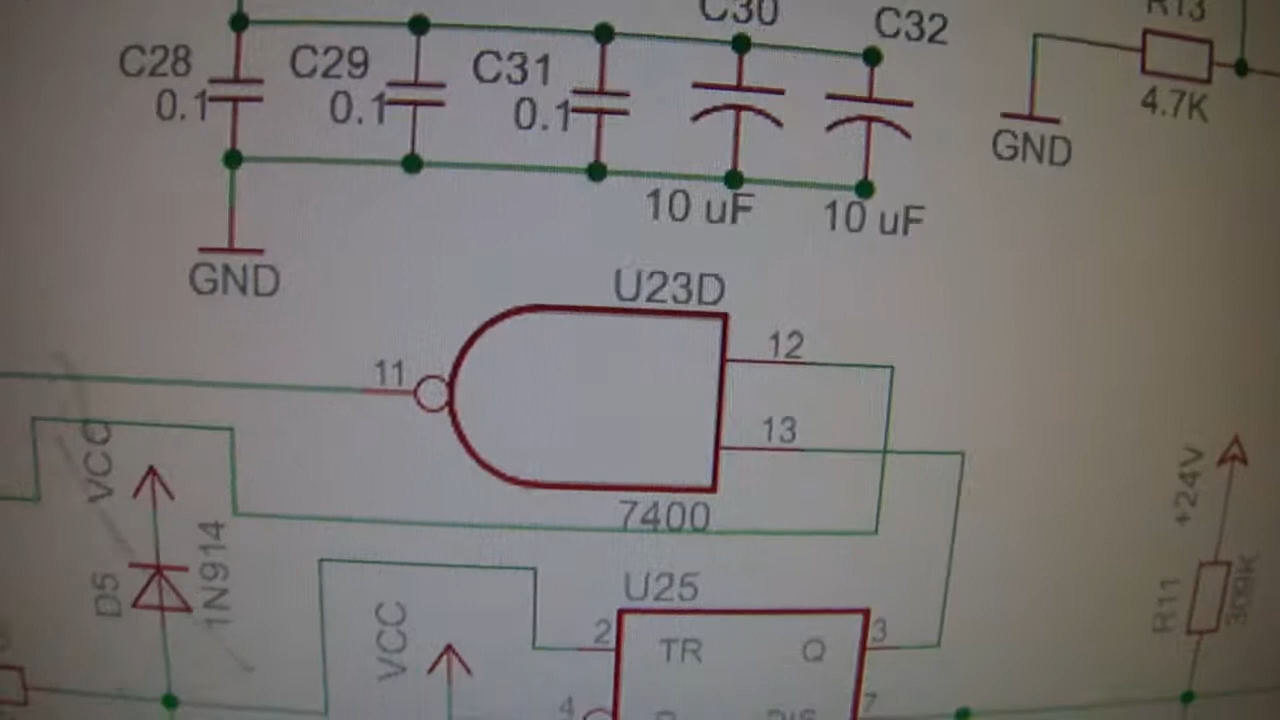 C30
C32
R13
C28
C29
C31
0.1
0.1
0.1
4.7K
GND
10 uF
10 uF
GND
U23D
12
11
13
VCC
+24V
7400
1N914
D5
U25
R11
VCC
2
TR
Q
3
4
7